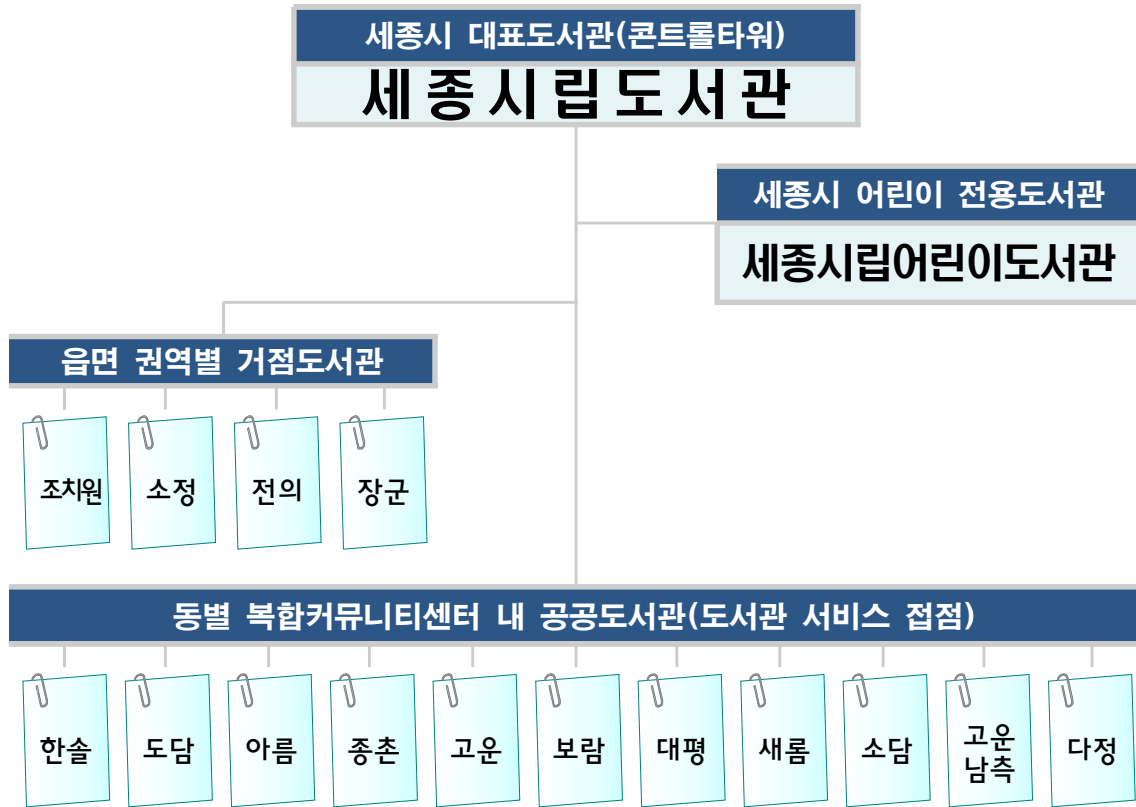 세종시 대표도서관(콘트롤타워)
세종시립도서관
세종시 어린이 전용도서관
세종시립어린이도서관
읍면 권역별 거점도서관
조치원
소정
전의
장군
동별 복합커뮤니티센터 내 공공도서관(도서관 서비스 접점)
한솔
도담
아름
종촌
고운
보람
대평
새롬
소담
고운
남측
다정